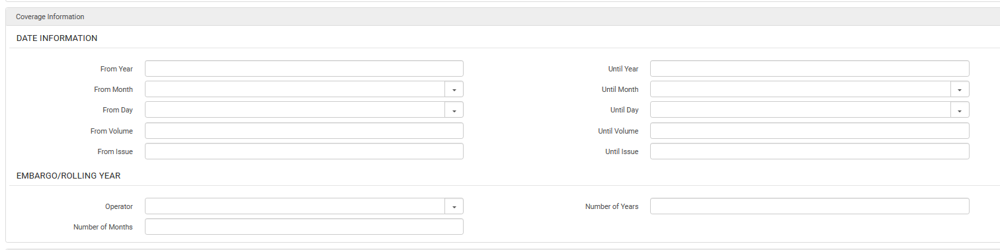 Coverage Information
DATE INFORMATION
From Year
Until Year
From Month
Until Month
From Day
Until Day
From Volume
Until Volume
From Issue
Until Issue
EMBARGO/ROLLING YEAR
Operator
Number of Years
Number of Months